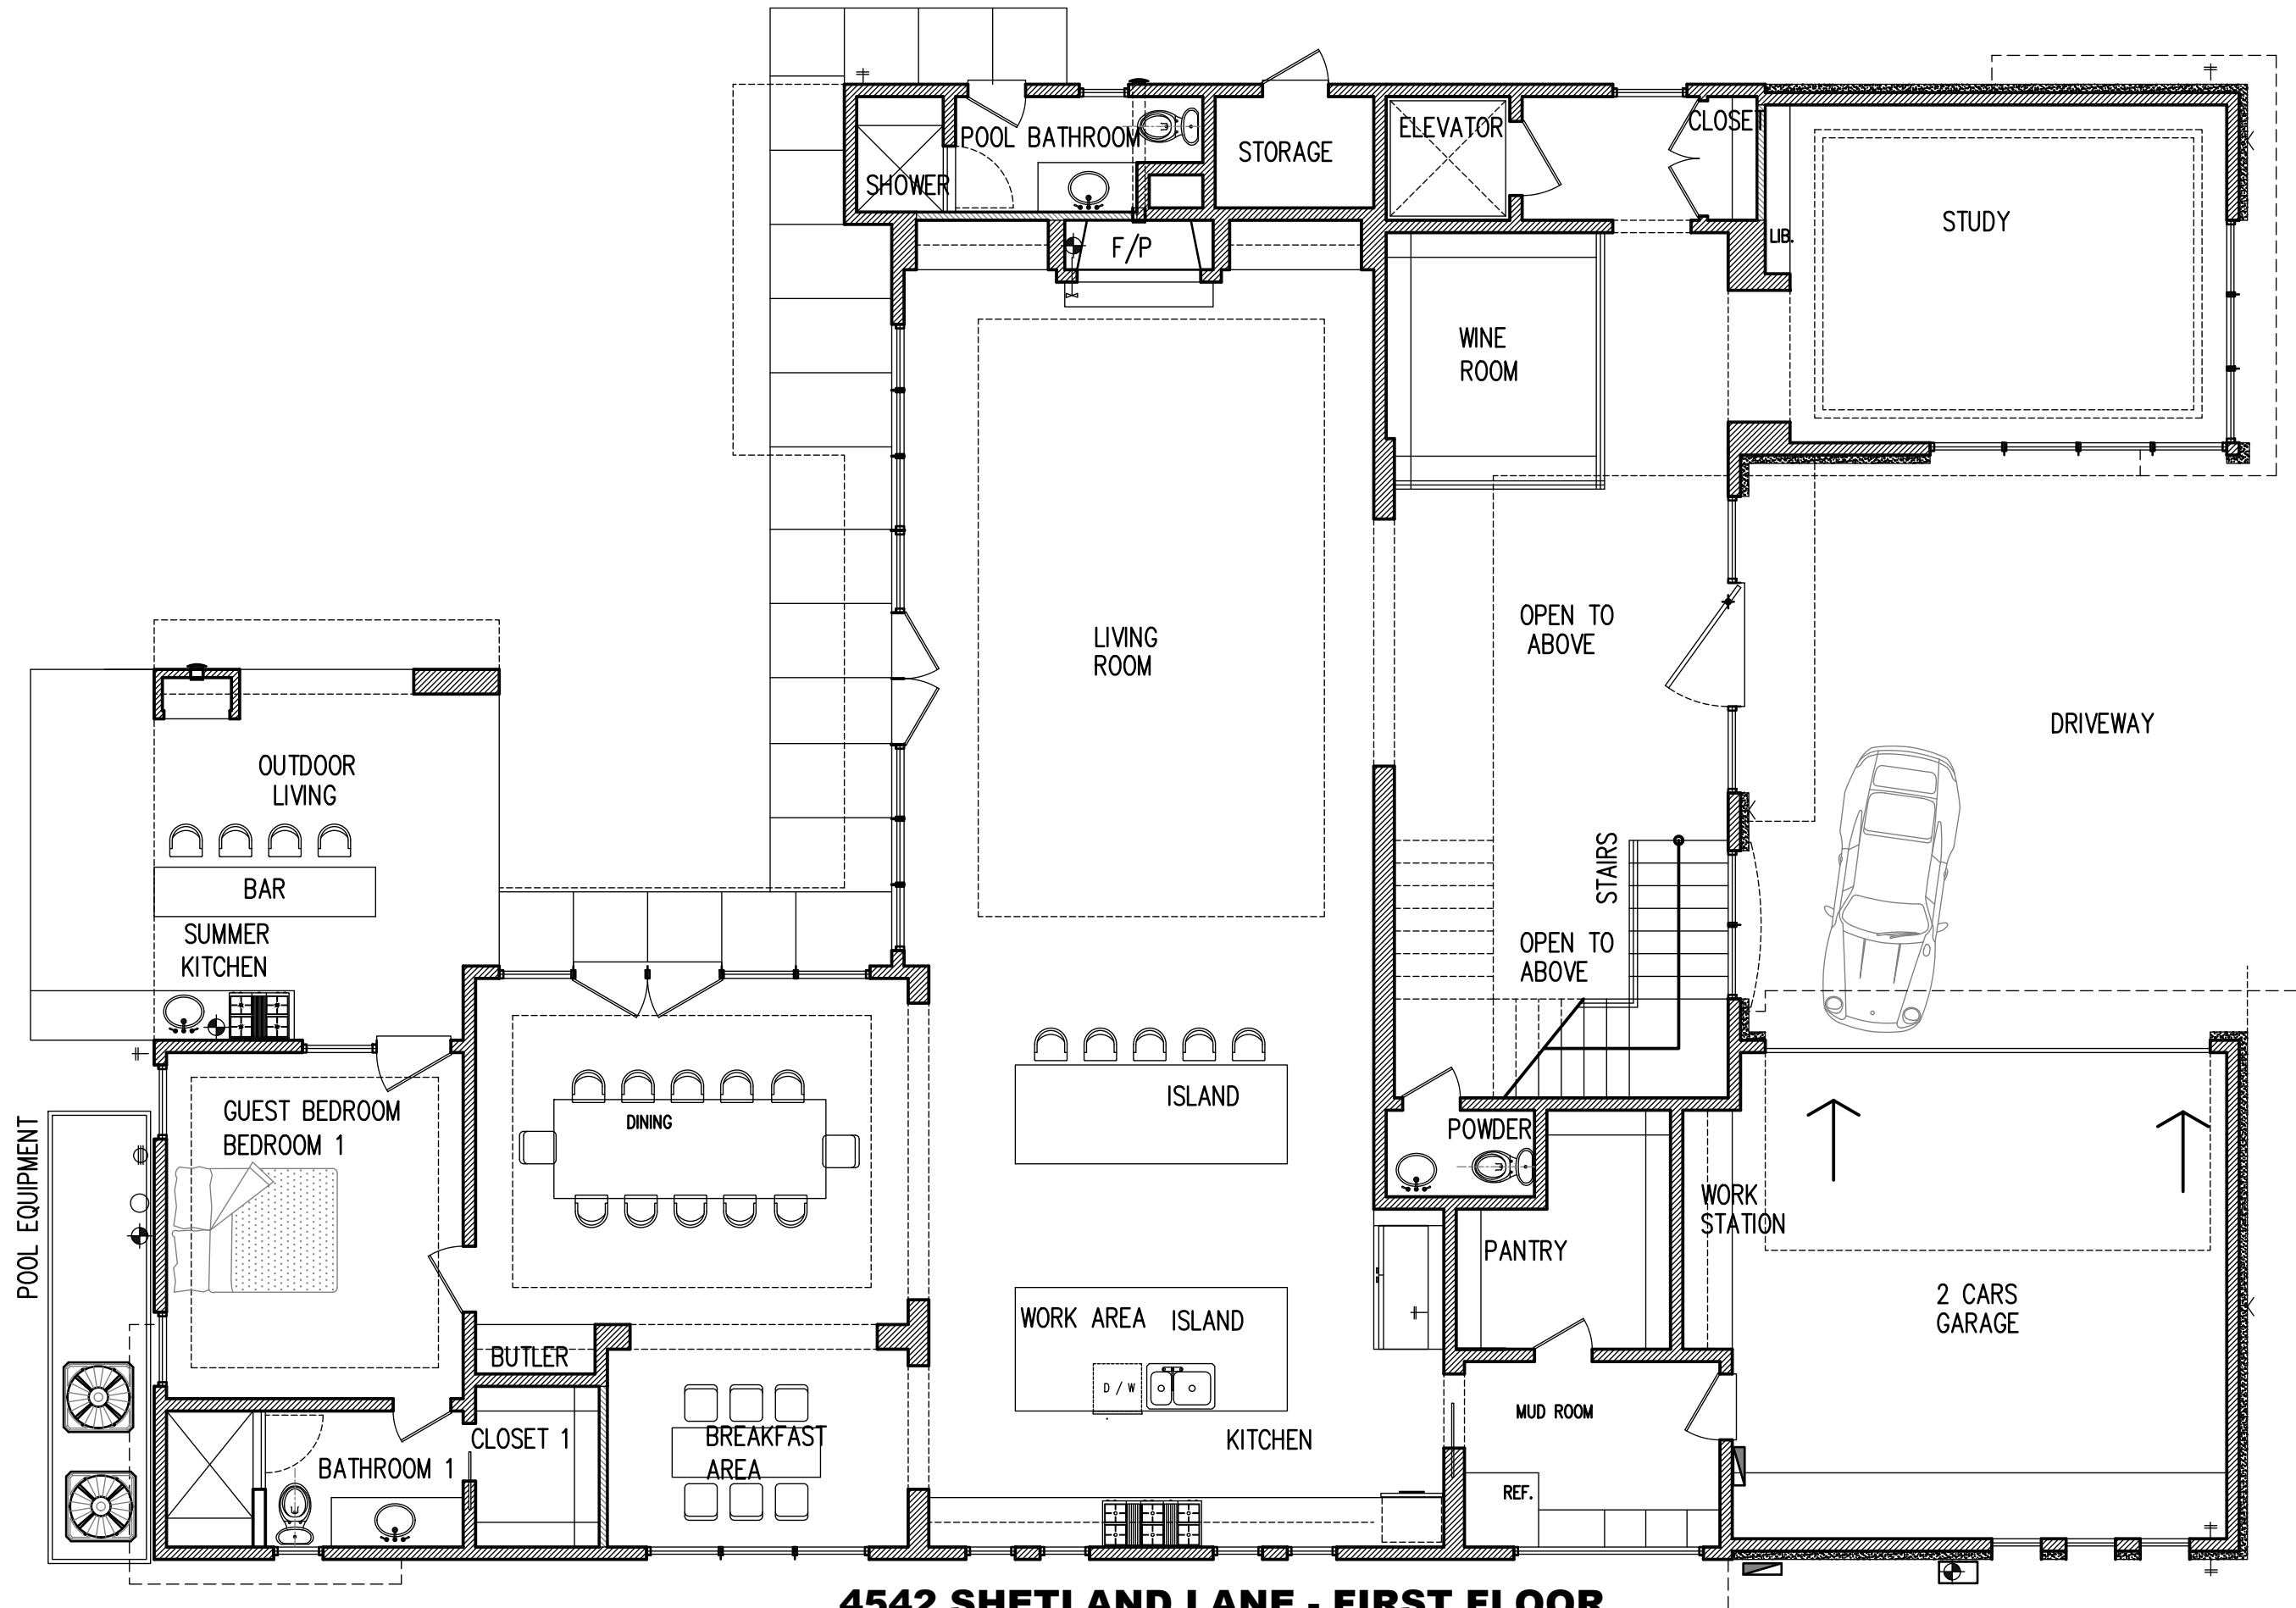 POOL BATHROOM
SHOWER
STORAGE
ELEVATOR
CLOSET
STUDY
LIB.
F/P
WINE
ROOM
LIVING
ROOM
OPEN TO
ABOVE
DRIVEWAY
OUTDOOR
LIVING
BAR
SUMMER
KITCHEN
STAIRS
OPEN TO
ABOVE
GUEST BEDROOM
BEDROOM 1
POOL EQUIPMENT
DINING
ISLAND
POWDER
WORK
STATION
PANTRY
2 CARS
GARAGE
WORK AREA ISLAND
D / W
BUTLER
CLOSET 1
BATHROOM 1
BREAKFAST
AREA
KITCHEN
MUD ROOM
REF.
4542 SHETLAND LANE - FIRST FLOOR